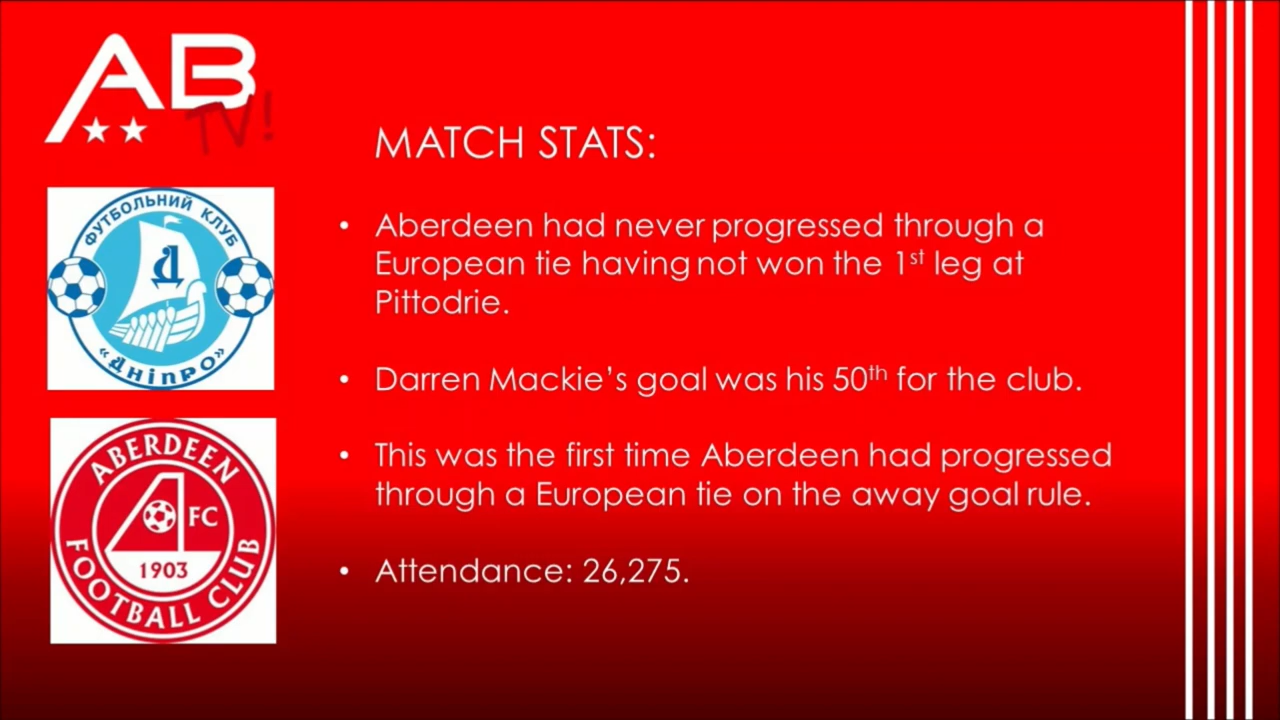 AB
TV!
MATCH STATS:
ФУТБОЛЬНИЙ КЛУБ
Д
«ДНІПРО»
• Aberdeen had never progressed through a
European tie having not won the 1st leg at
Pittodrie.
• Darren Mackie’s goal was his 50th for the club.
• This was the first time Aberdeen had progressed
through a European tie on the away goal rule.
• Attendance: 26,275.
ABERDEEN
FC
1903
FOOTBALL CLUB